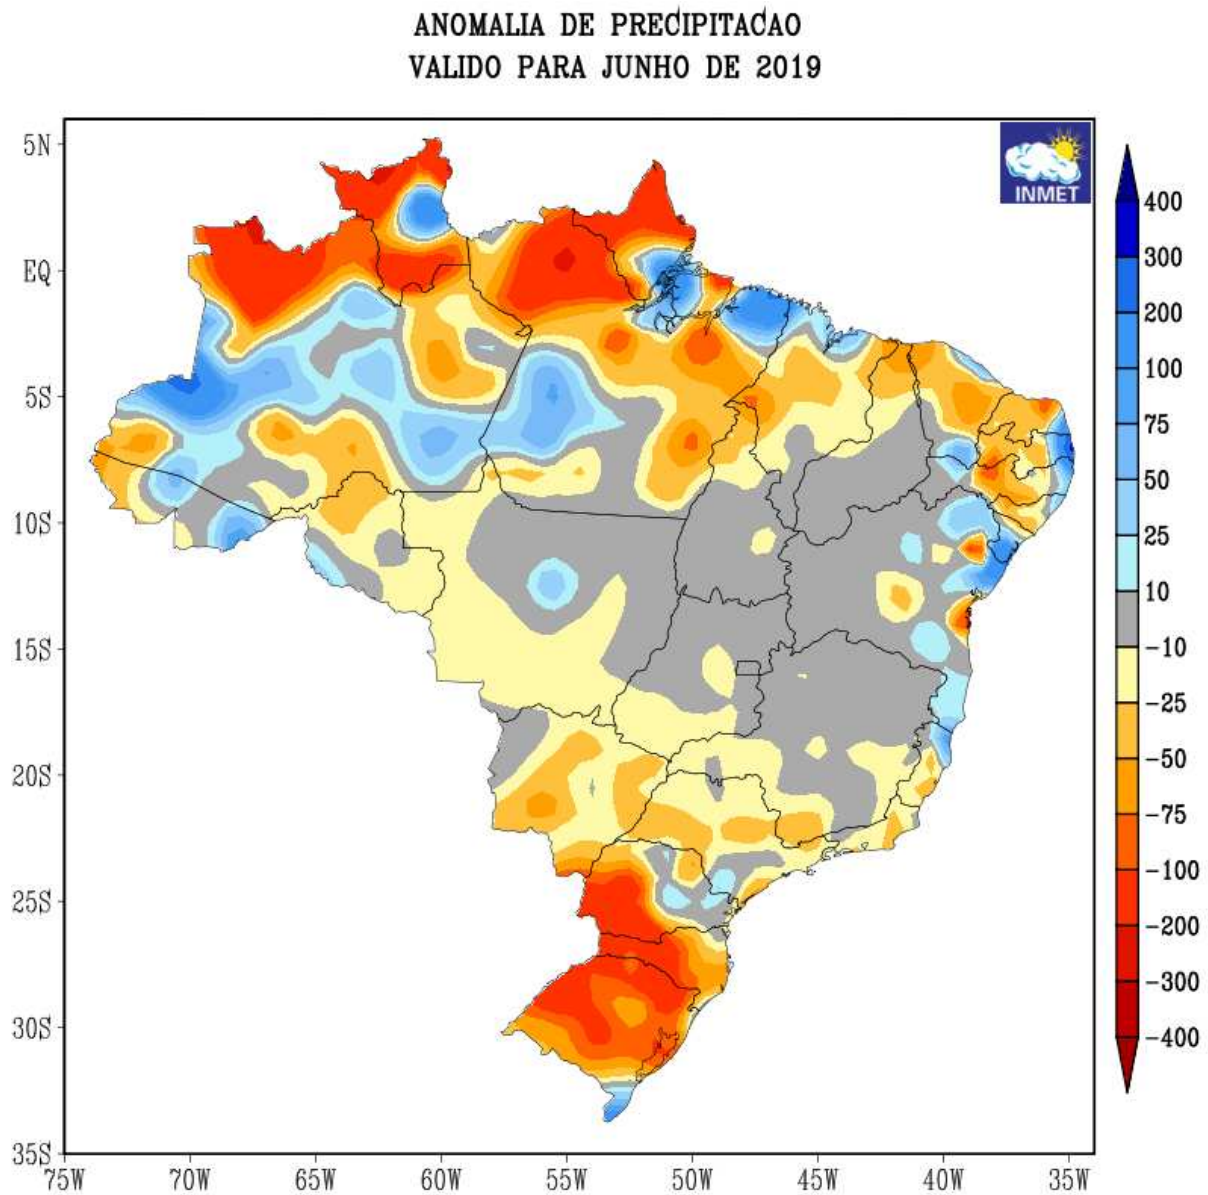 ANOMALIA DE PRECIPITACAO
VALIDO PARA JUNHO DE 2019
INMET
5N
EQ
5S
10S
15S
20S
25S
30S
35S
75W 70W 65W 60W 55W 50W 45W 40W 35W
400
300
200
100
75
50
25
10
-10
-25
-50
-75
-100
-200
-300
-400